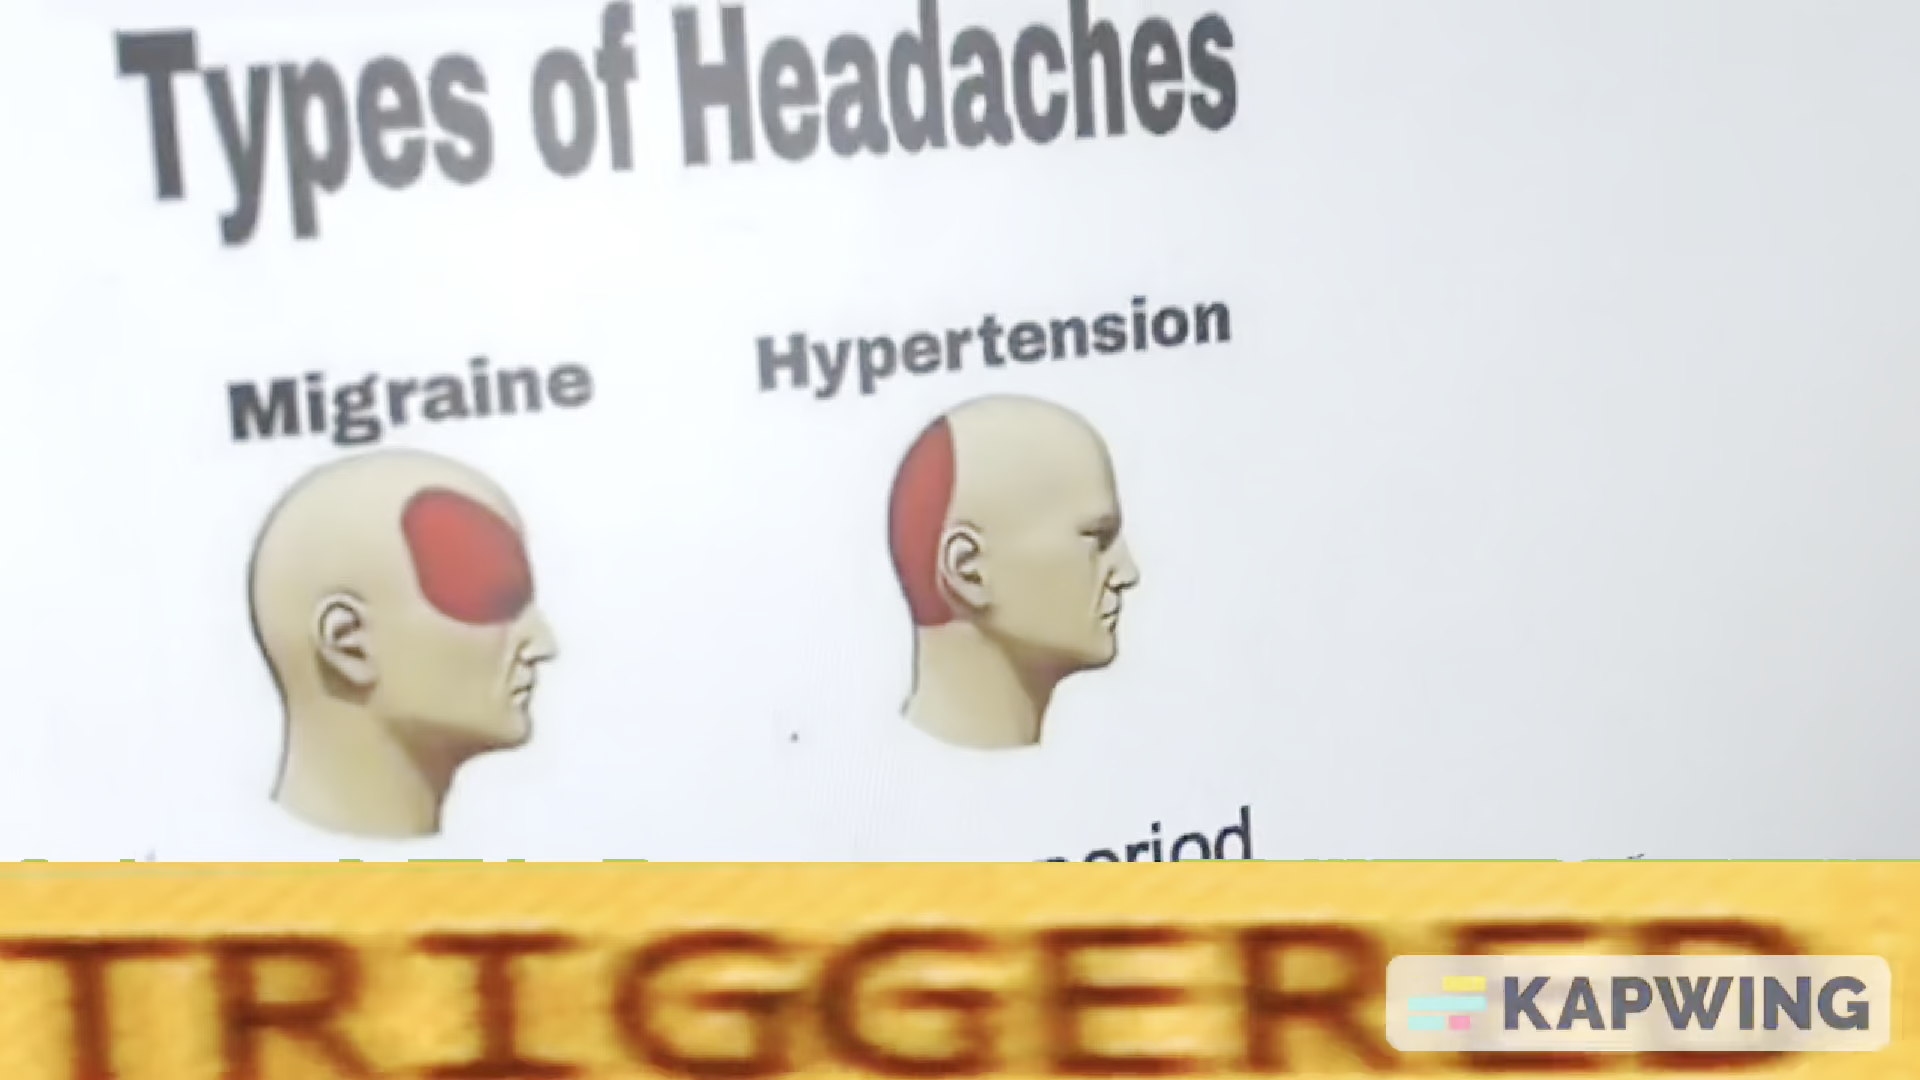 Types of Headaches
Migraine
Hypertension
period
TRIGGERED
KAPWING